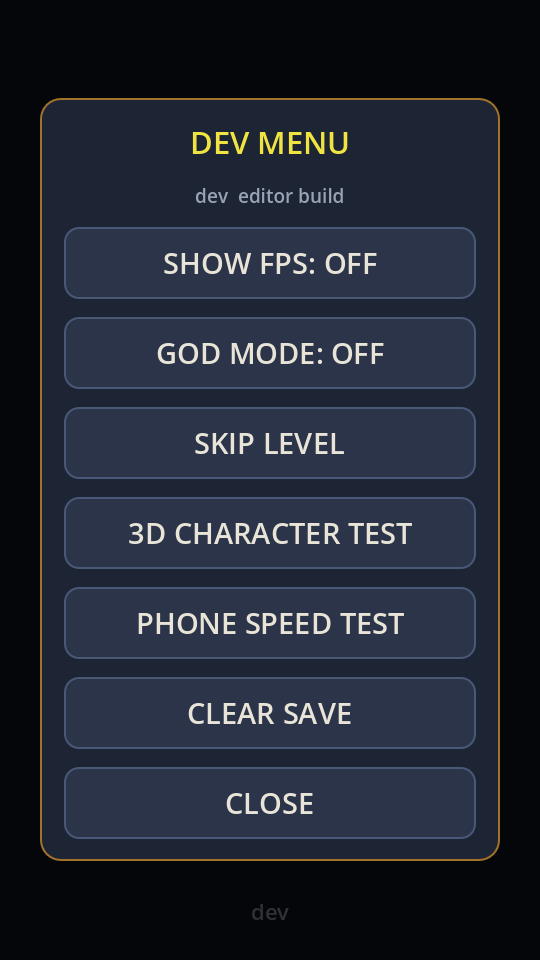 DEV MENU
dev editor build
SHOW FPS: OFF
GOD MODE: OFF
SKIP LEVEL
3D CHARACTER TEST
PHONE SPEED TEST
CLEAR SAVE
CLOSE
dev